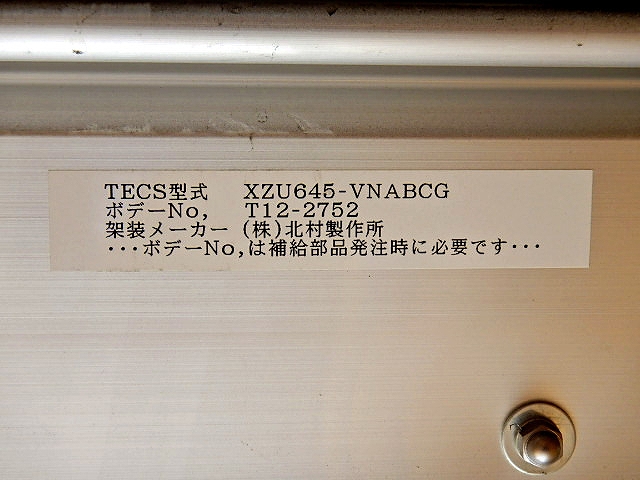 TECS型式 XZU645-VNABCG
ボデーNo, T12-2752
架装メーカー (株)北村製作所
・・・ボデーNo,は補給部品発注時に必要です・・・